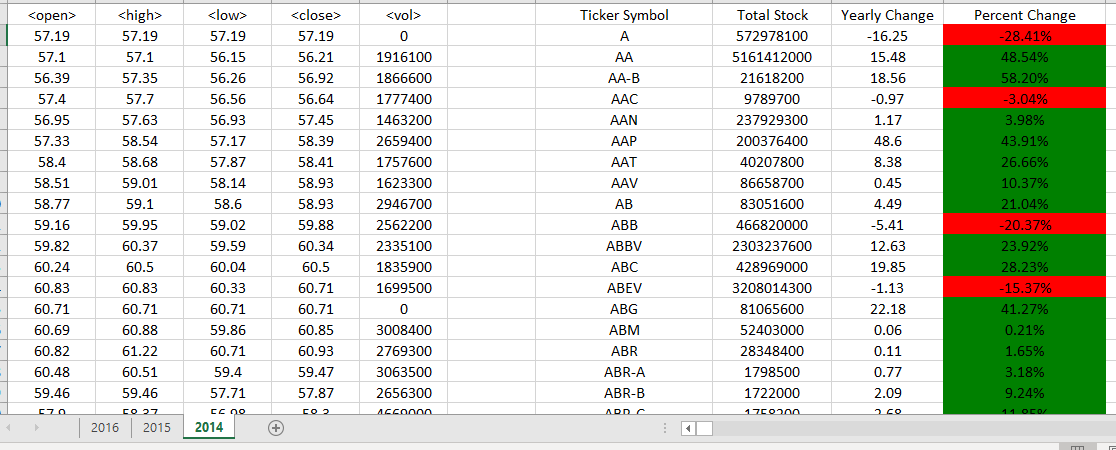 <open> <high> <low> <close> <vol> Ticker Symbol Total Stock Yearly Change Percent Change
57.19 57.19 57.19 57.19 0 A 572978100 -16.25 -28.41%
57.1 57.1 56.15 56.21 1916100 AA 5161412000 15.48 48.54%
56.39 57.35 56.26 56.92 1866600 AA-B 21618200 18.56 58.20%
57.4 57.7 56.56 56.64 1777400 AAC 9789700 -0.97 -3.04%
56.95 57.63 56.93 57.45 1463200 AAN 237929300 1.17 3.98%
57.33 58.54 57.17 58.39 2659400 AAP 200376400 48.6 43.91%
58.4 58.68 57.87 58.41 1757600 AAT 40207800 8.38 26.66%
58.51 59.01 58.14 58.93 1623300 AAV 86658700 0.45 10.37%
58.77 59.1 58.6 58.93 2946700 AB 83051600 4.49 21.04%
59.16 59.95 59.02 59.88 2562200 ABB 466820000 -5.41 -20.37%
59.82 60.37 59.59 60.34 2335100 ABBV 2303237600 12.63 23.92%
60.24 60.5 60.04 60.5 1835900 ABC 428969000 19.85 28.23%
60.83 60.83 60.33 60.71 1699500 ABEV 3208014300 -1.13 -15.37%
60.71 60.71 60.71 60.71 0 ABG 81065600 22.18 41.27%
60.69 60.88 59.86 60.85 3008400 ABM 52403000 0.06 0.21%
60.82 61.22 60.71 60.93 2769300 ABR 28348400 0.11 1.65%
60.48 60.51 59.4 59.47 3063500 ABR-A 1798500 0.77 3.18%
59.46 59.46 57.71 57.87 2656300 ABR-B 1722000 2.09 9.24%
2016 2015 2014